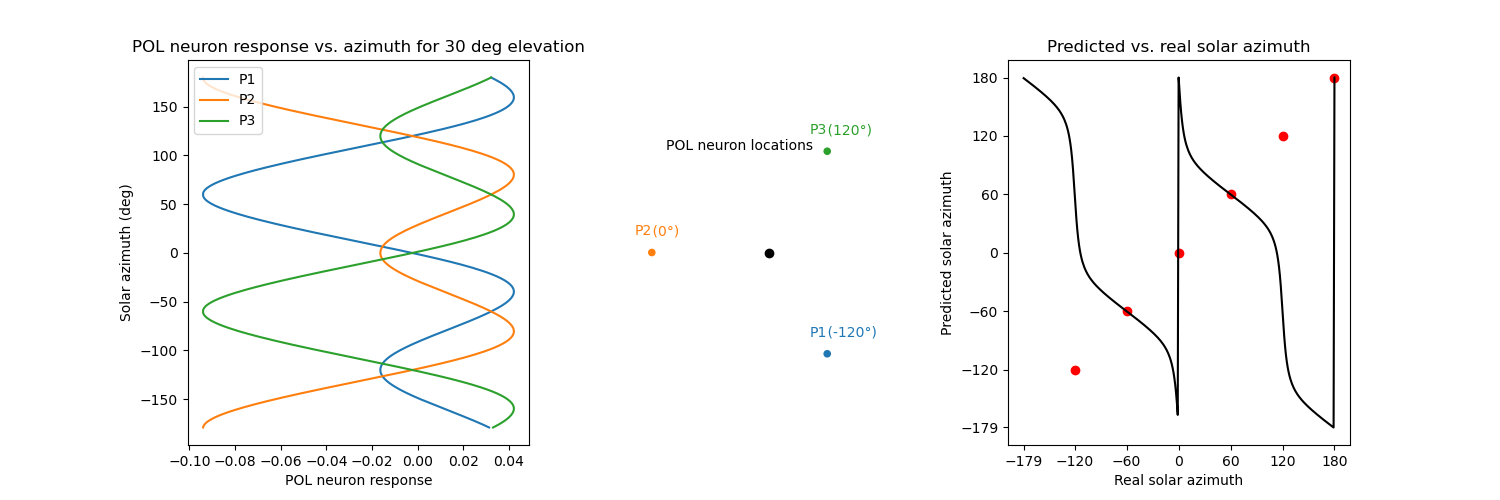 POL neuron response vs. azimuth for 30 deg elevation
P1
P2
P3
150
100
50
0
−50
−100
−150
Solar azimuth (deg)
−0.10
−0.08
−0.06
−0.04
−0.02
0.00
0.02
0.04
POL neuron response
P3(120°)
POL neuron locations
P2(0°)
P1(-120°)
Predicted vs. real solar azimuth
180
120
60
0
−60
−120
−179
Predicted solar azimuth
−179
−120
−60
0
60
120
180
Real solar azimuth